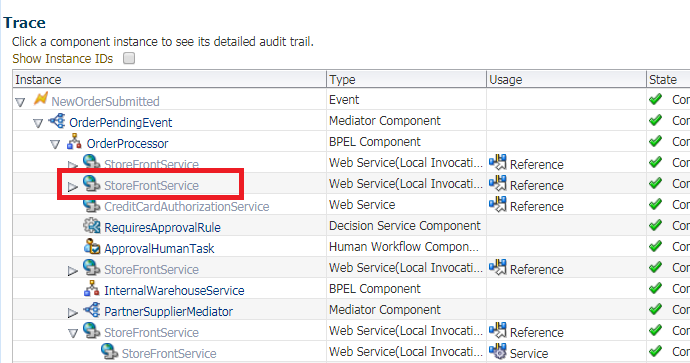 Trace
Click a component instance to see its detailed audit trail.
Show Instance IDs
Instance Type Usage State
NewOrderSubmitted Event Con
OrderPendingEvent Mediator Component Con
OrderProcessor BPEL Component Con
StoreFrontService Web Service(Local Invocati... Reference Con
StoreFrontService Web Service(Local Invocati... Reference Con
CreditCardAuthorizationService Web Service Reference Con
RequiresApprovalRule Decision Service Component Con
ApprovalHumanTask Human Workflow Compon... Con
StoreFrontService Web Service(Local Invocati... Reference Con
InternalWarehouseService BPEL Component Con
PartnerSupplierMediator Mediator Component Con
StoreFrontService Web Service(Local Invocati... Reference Con
StoreFrontService Web Service(Local Invocati... Service Con